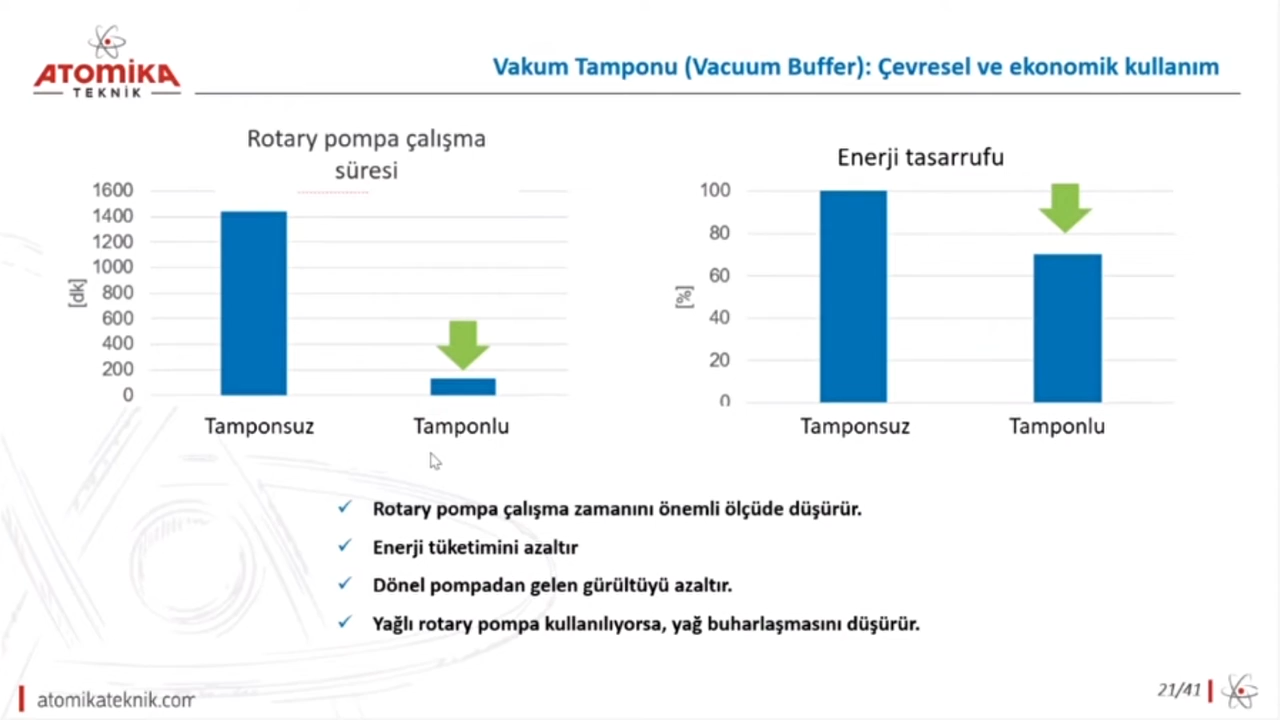 ATOMİKA
TEKNİK
Vakum Tamponu (Vacuum Buffer): Çevresel ve ekonomik kullanım
Rotary pompa çalışma
süresi
1600
1400
1200
1000
800
600
400
200
0
[dk]
Tamponsuz
Tamponlu
Enerji tasarrufu
100
80
60
40
20
0
[%]
Tamponsuz
Tamponlu
✓ Rotary pompa çalışma zamanını önemli ölçüde düşürür.
✓ Enerji tüketimini azaltır
✓ Dönel pompadan gelen gürültüyü azaltır.
✓ Yağlı rotary pompa kullanılıyorsa, yağ buharlaşmasını düşürür.
atomikateknik.com
21/41